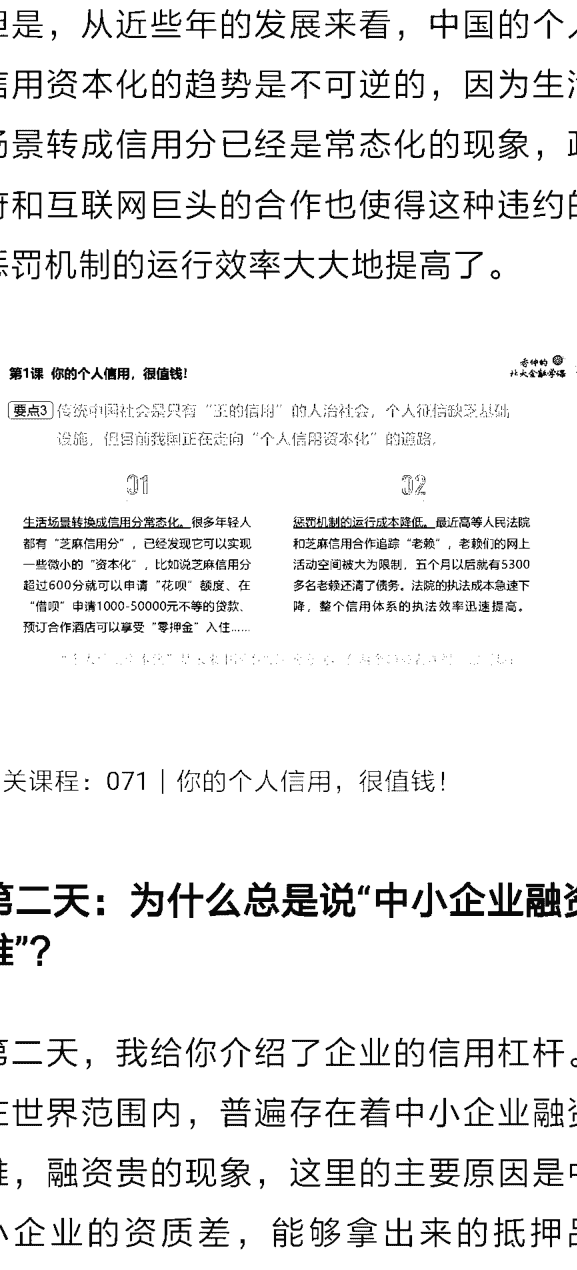 但是，从近些年的发展来看，中国的个人
信用资本化的趋势是不可逆的，因为生活
场景转成信用分已经是常态化的现象，政
府和互联网巨头的合作也使得这种违约的
惩罚机制的运行效率大大地提高了。
第1课 你的个人信用，很值钱！
香帅的
北大金融学课
要点3 传统中国社会是只有“王的信用”的人治社会，个人征信缺乏基础
设施，但目前我国正在走向“个人信用资本化”的道路。
01
02
生活场景转换成信用分常态化。很多年轻人
都有“芝麻信用分”，已经发现它可以实现
一些微小的“资本化”，比如说芝麻信用分
超过600分就可以申请“花呗”额度、在
“借呗”申请1000-50000元不等的贷款、
预订合作酒店可以享受“零押金”入住……
惩罚机制的运行成本降低。最近高等人民法院
和芝麻信用合作追踪“老赖”，老赖们的网上
活动空间被大为限制，五个月以后就有5300
多名老赖还清了债务。法院的执法成本急速下
降，整个信用体系的执法效率迅速提高。
关课程：071｜你的个人信用，很值钱！
第二天：为什么总是说“中小企业融资
难”？
第二天，我给你介绍了企业的信用杠杆。
在世界范围内，普遍存在着中小企业融资
难，融资贵的现象，这里的主要原因是中
小企业的资质差，能够拿出来的抵押品